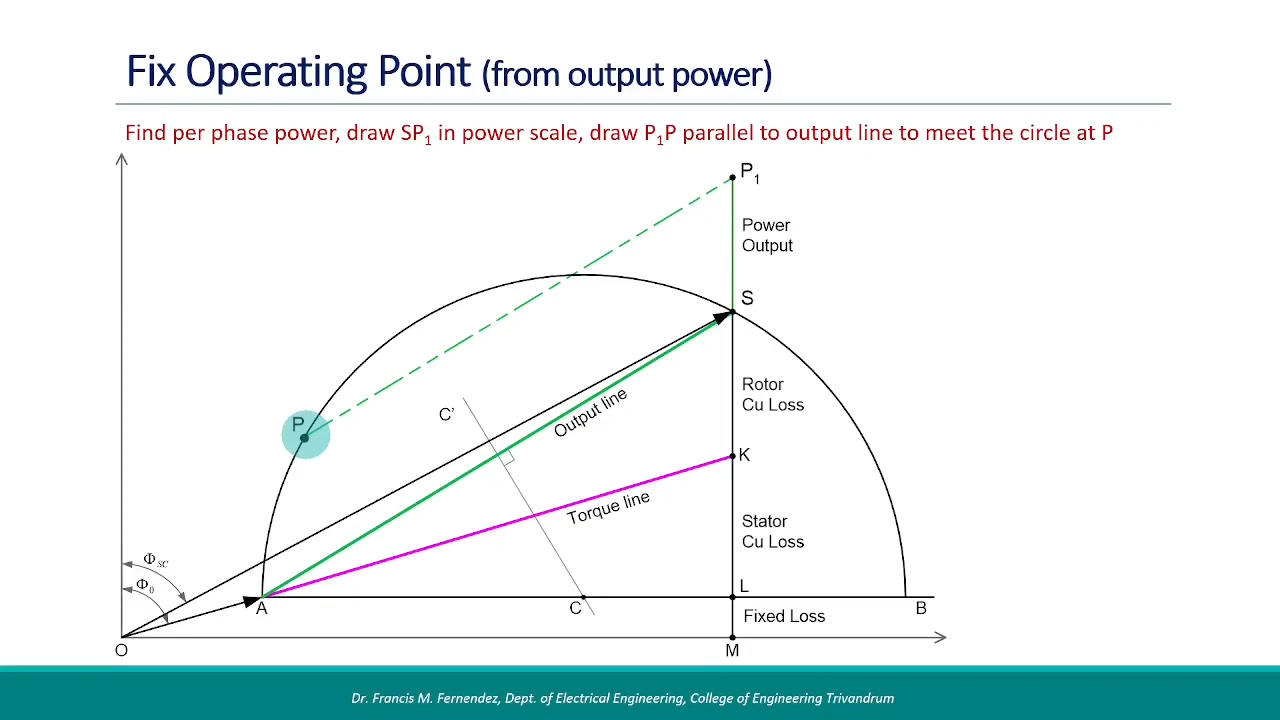 Fix Operating Point (from output power)
Find per phase power, draw SP₁ in power scale, draw P₁P parallel to output line to meet the circle at P
P₁
Power
Output
S
Rotor
Cu Loss
C’
Output line
P
K
Torque line
Stator
Cu Loss
Φ_SC
Φ₀
L
A
C
B
Fixed Loss
O
M
Dr. Francis M. Fernendez, Dept. of Electrical Engineering, College of Engineering Trivandrum